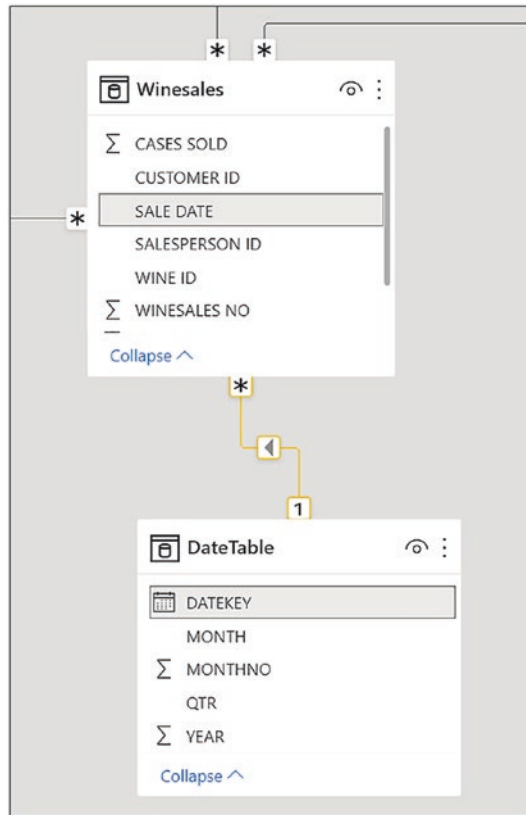 *
*
Winesales
CASES SOLD
CUSTOMER ID
SALE DATE
*
SALESPERSON ID
WINE ID
WINESALES NO
Collapse
*
1
DateTable
DATEKEY
MONTH
MONTHNO
QTR
YEAR
Collapse